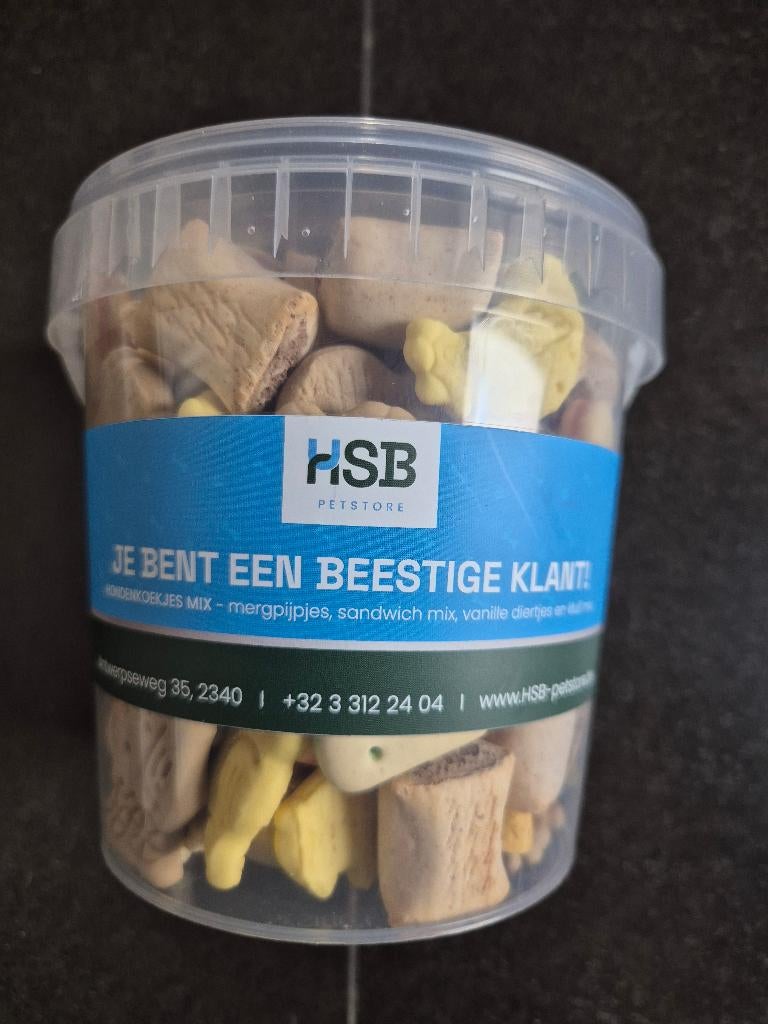 HSB
PETSTORE
JE BENT EEN BEESTIGE KLANT!
HONDENKOEKJES MIX - mergpijpjes, sandwich mix, vanille diertjes en
Antwerpseweg 35, 2340 | +32 3 312 24 04 | www.HSB-petstore